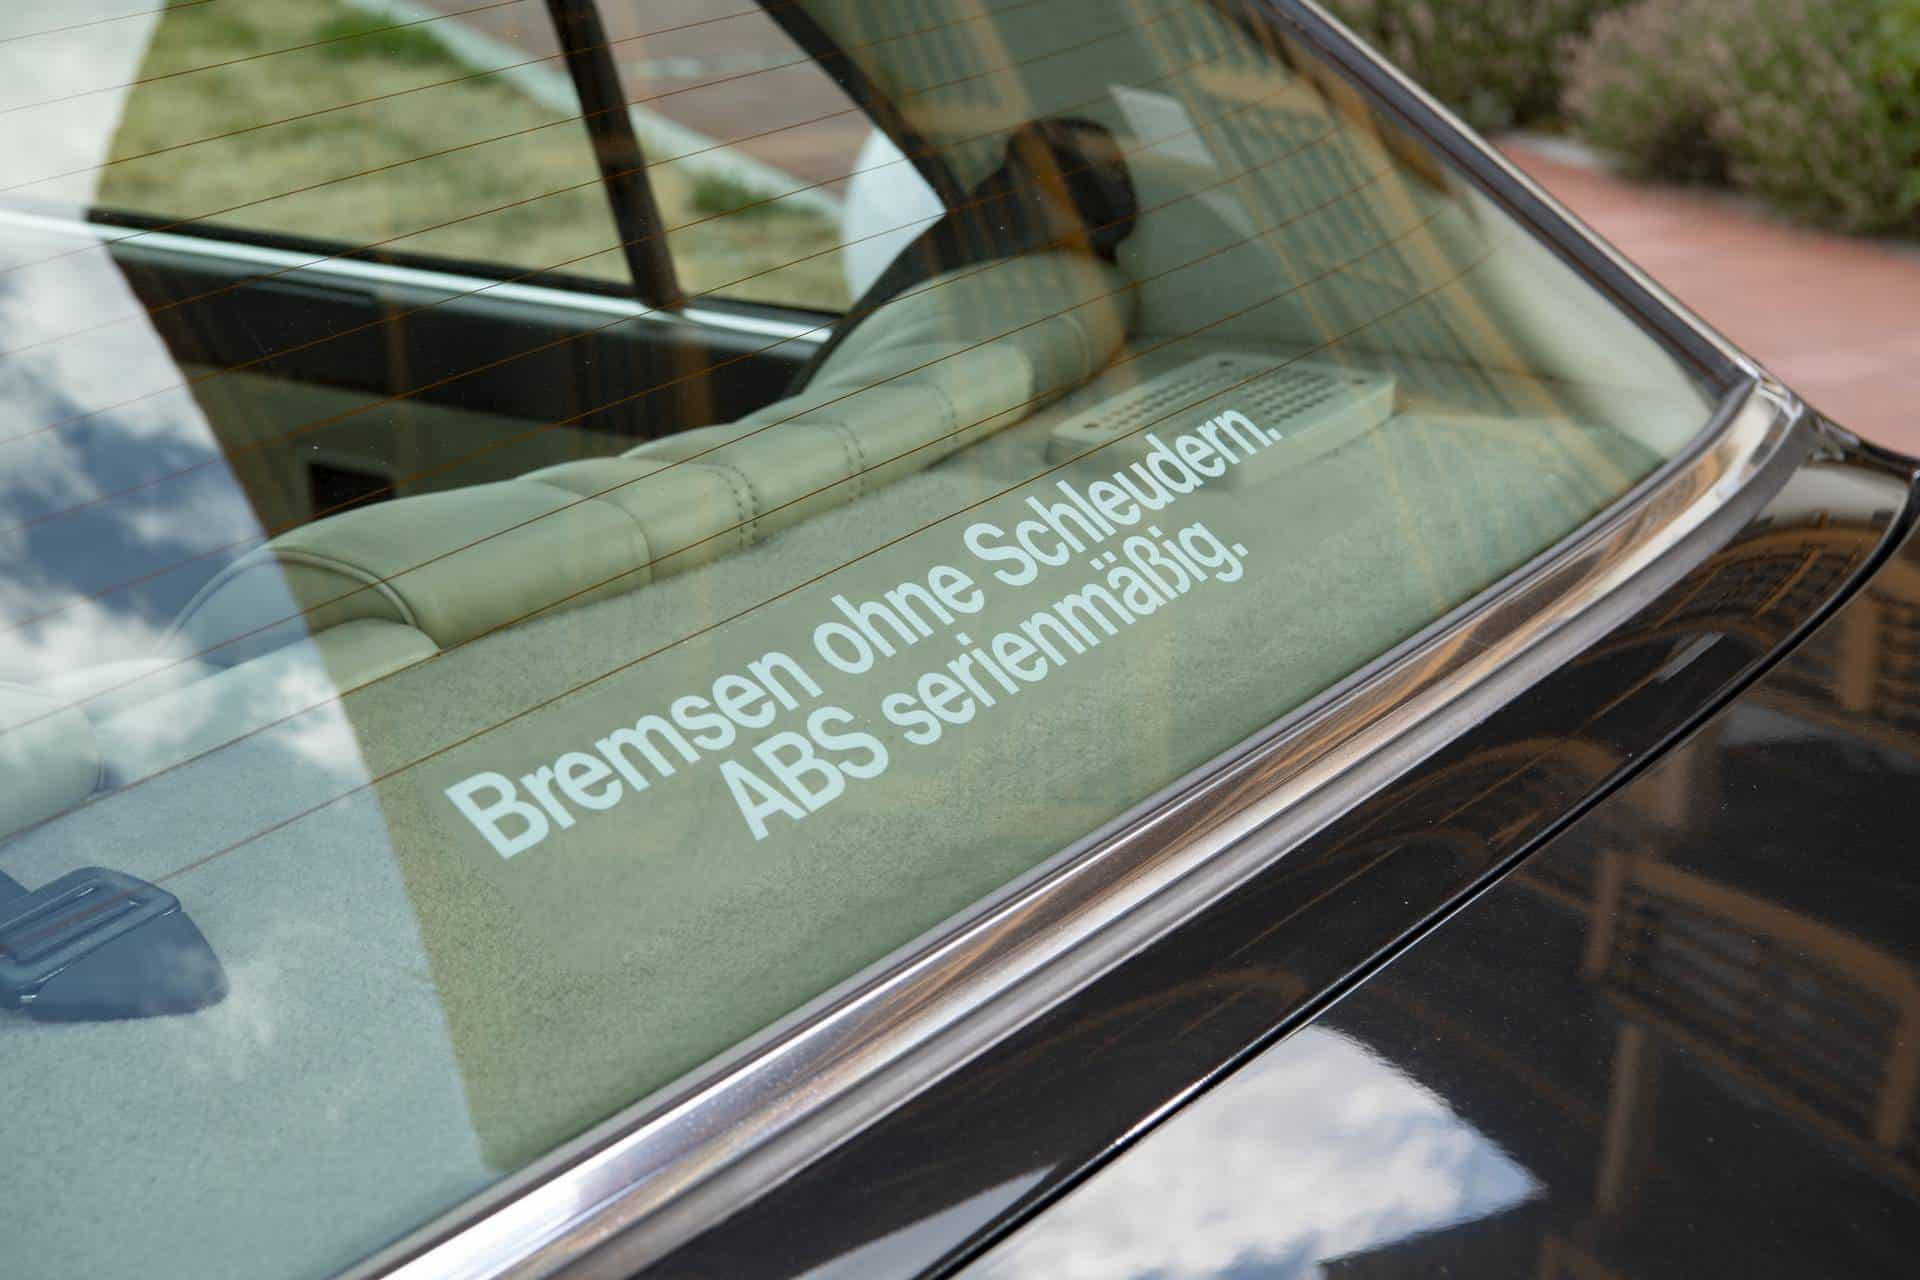 Bremsen ohne Schleudern.
ABS serienmäßig.